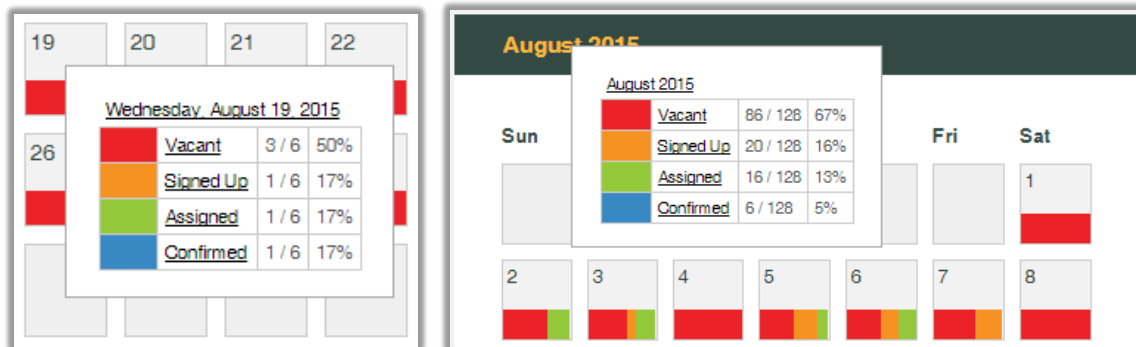 19 20 21 22
Wednesday, August 19, 2015
Vacant 3 / 6 50%
26
Signed Up 1 / 6 17%
Assigned 1 / 6 17%
Confirmed 1 / 6 17%
August 2015
August 2015
Vacant 86 / 128 67%
Sun Fri Sat
Signed Up 20 / 128 16%
Assigned 16 / 128 13%
1
Confirmed 6 / 128 5%
2 3 4 5 6 7 8